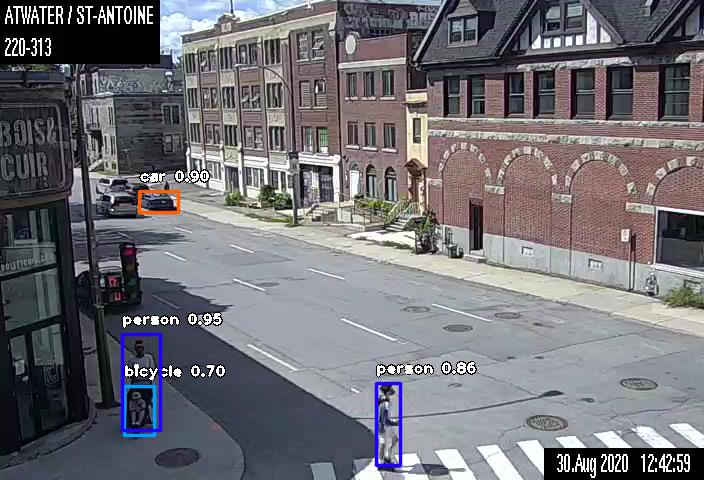 ATWATER / ST-ANTOINE
220-313
BOIS&
CUIR
car 0.90
person 0.95
bicycle 0.70
person 0.86
30.Aug 2020 12:42:59